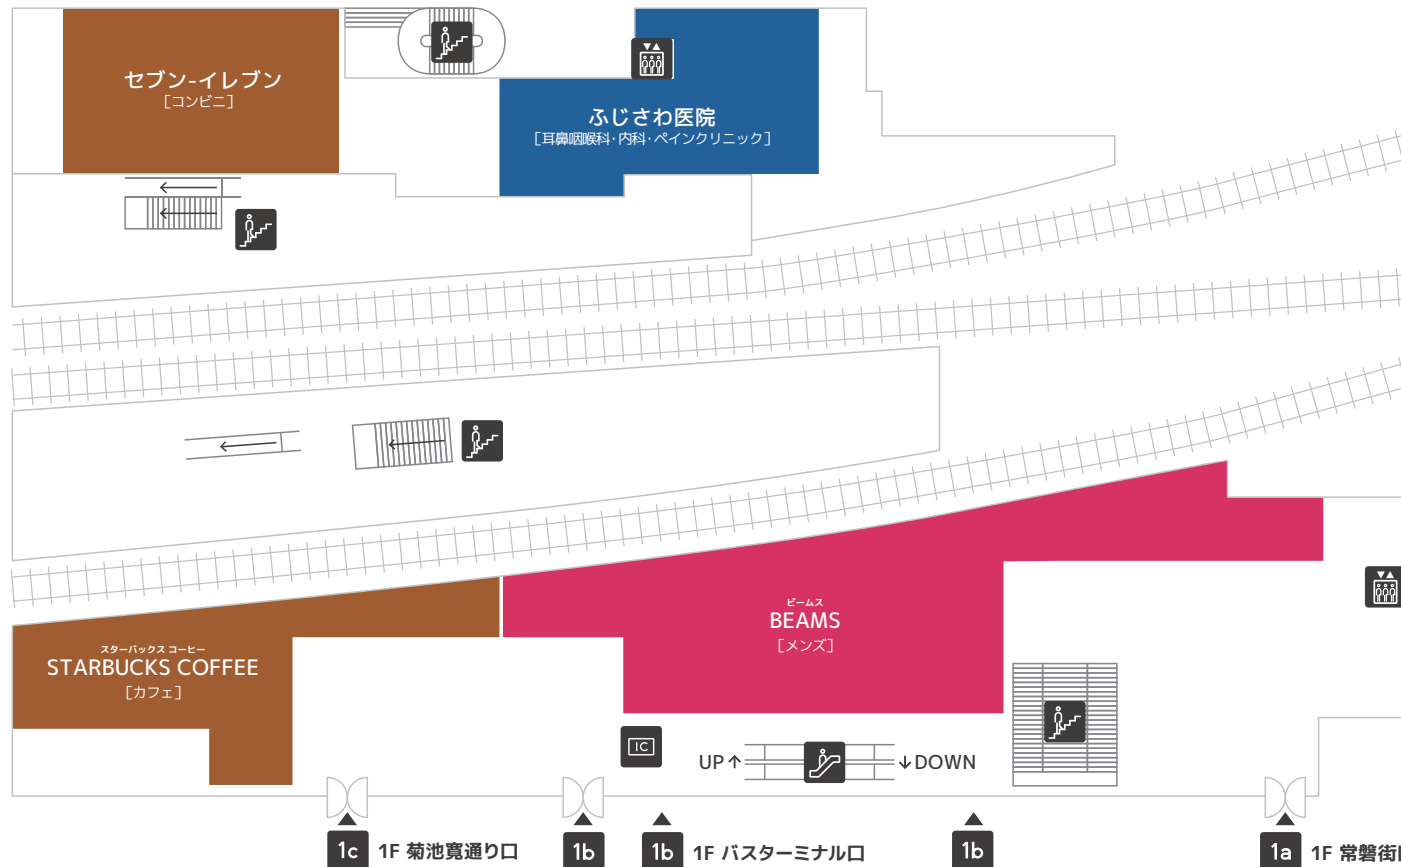 セブン-イレブン
[コンビニ]
ふじさわ医院
[耳鼻咽喉科・内科・ペインクリニック]
ビームス
BEAMS
[メンズ]
スターバックス コーヒー
STARBUCKS COFFEE
[カフェ]
IC
UP↑
↓DOWN
1c 1F 菊池寛通り口
1b
1b 1F バスターミナル口
1b
1a 1F 常磐街